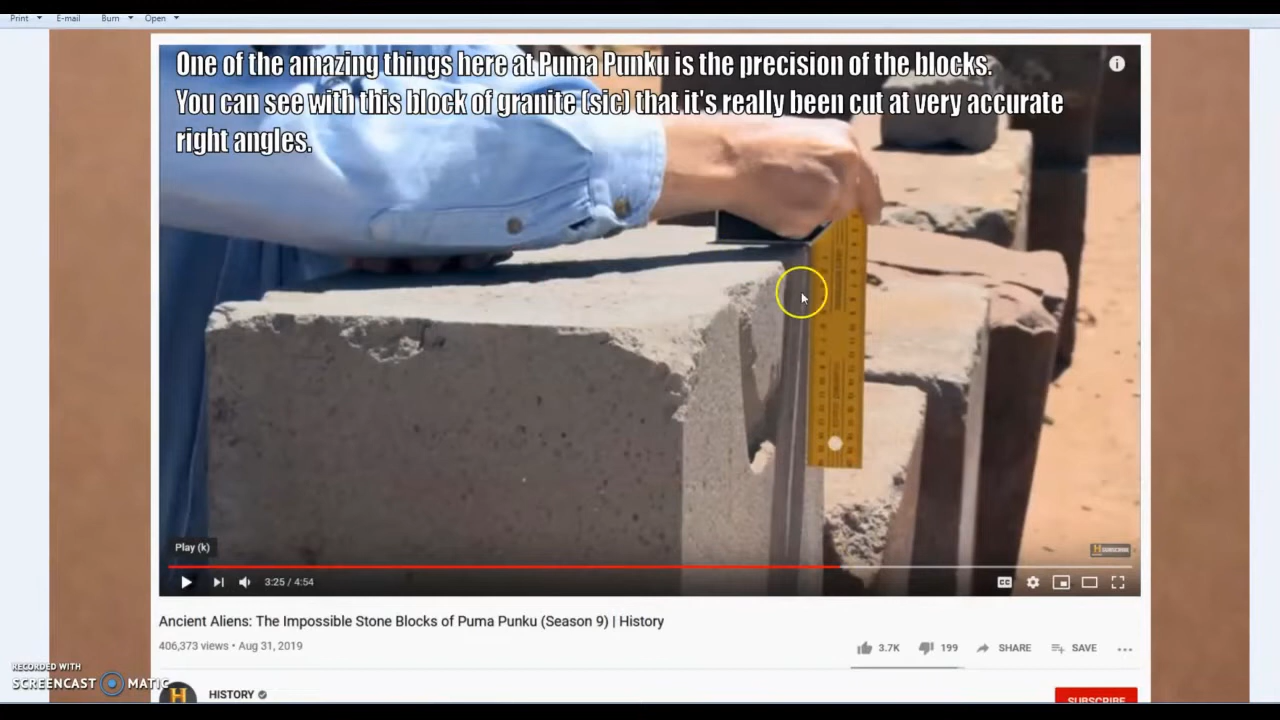 Print E-mail Burn Open
One of the amazing things here at Puma Punku is the precision of the blocks.
You can see with this block of granite (sic) that it's really been cut at very accurate
right angles.
Play (k)
H SUBSCRIBE
3:25 / 4:54
CC
Ancient Aliens: The Impossible Stone Blocks of Puma Punku (Season 9) | History
406,373 views • Aug 31, 2019
3.7K 199 SHARE SAVE
RECORDED WITH
SCREENCAST MATIC
H HISTORY
SUBSCRIBE